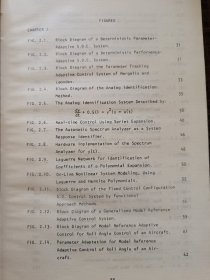 FIGURES
CHAPTER 2
FIG. 2.1. Block Diagram of a Deterministic Parameter-
Adaptive S.O.C. System. 31
FIG. 2.2. Block Diagram of a Deterministic Performance-
Adaptive S.O.C. System.
FIG. 2.3. Block Diagram of the Parameter Tracking
Adaptive Control System of Margolis and
Leondes.
FIG. 2.4. Block Diagram of the Analog Identification
Method.
FIG. 2.5. The Analog Identification System Described by:
FIG. 2.6. Real-time Control Using Series Expansion.
FIG. 2.7. The Automatic Spectrum Analyser as a System
Response Identifier.
FIG. 2.8. Hardware Implementation of the Spectrum
Analyser for y(s).
FIG. 2.9. Laguerre Network for Identification of
Coefficients of a Polynomial Expansion.
FIG. 2.10. On-Line Nonlinear System Modelling, Using
Laguerre and Hermite Polynomials.
FIG. 2.11. Block Diagram of the Fixed Control Configuration
S.O. Control System by Functional
Approach Methods.
FIG. 2.12. Block Diagram of a Generalised Model Reference
Adaptive Control System.
FIG. 2.13. Block Diagram of Model Reference Adaptive
Control for Roll Angle Control of an Aircraft.
FIG. 2.14. Parameter Adaptation for Model Reference
Adaptive Control of Roll Angle of an Air-
craft. 62